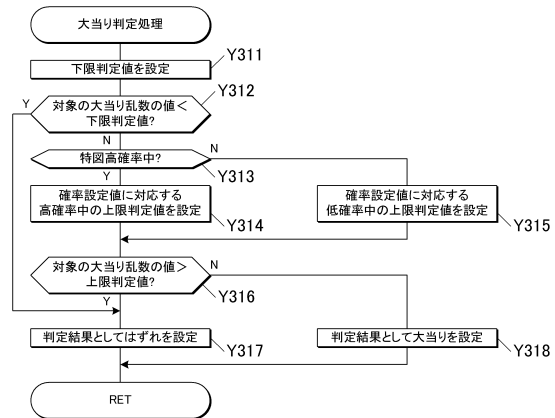 大当り判定処理
下限判定値を設定
Y311
対象の大当り乱数の値<
下限判定値?
Y312
Y
N
特図高確率中?
N
Y313
Y
確率設定値に対応する
高確率中の上限判定値を設定
Y314
確率設定値に対応する
低確率中の上限判定値を設定
Y315
対象の大当り乱数の値>
上限判定値?
N
Y316
Y
判定結果としてはずれを設定
Y317
判定結果として大当りを設定
Y318
RET